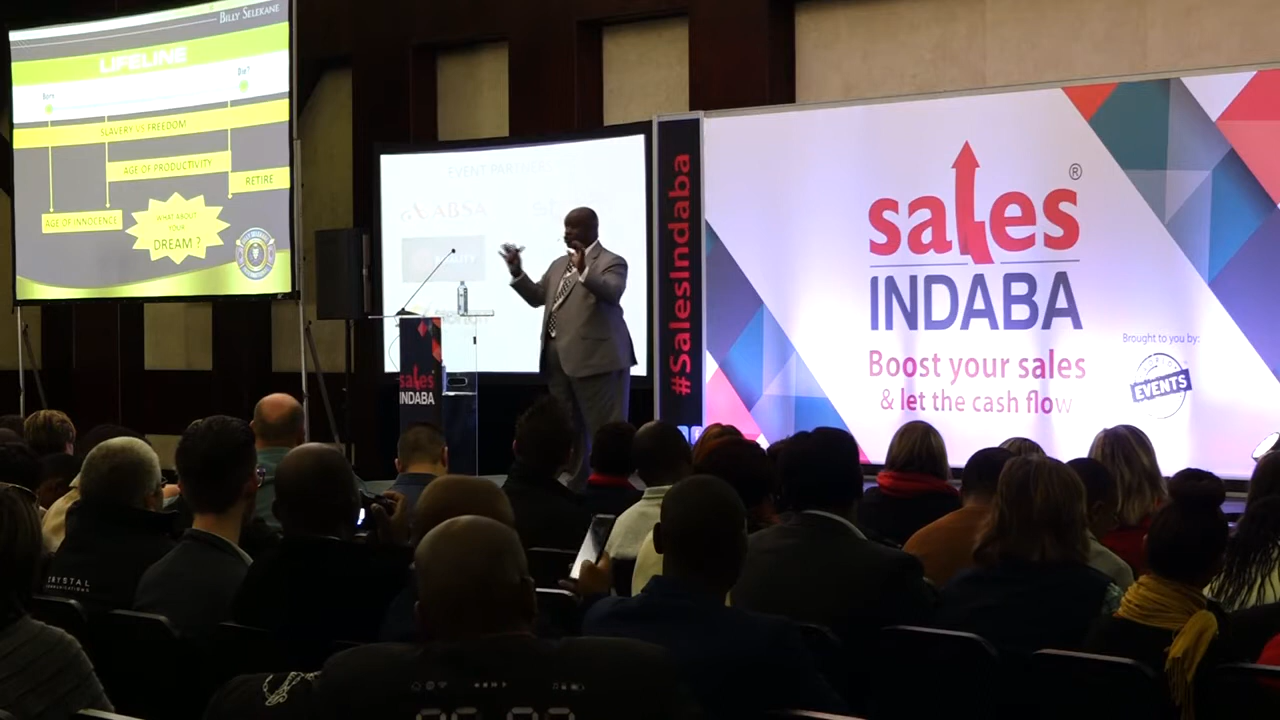 BILLY SELEKANE
LIFELINE
Born
Die?
SLAVERY VS FREEDOM
AGE OF PRODUCTIVITY
RETIRE
AGE OF INNOCENCE
WHAT ABOUT
YOUR
DREAM ?
EVENT PARTNERS
ABSA
sales
INDABA
#SalesIndaba
sales ®
INDABA
Boost your sales
& let the cash flow
Brought to you by:
EVENTS
CRYSTAL
COMMUNICATIONS